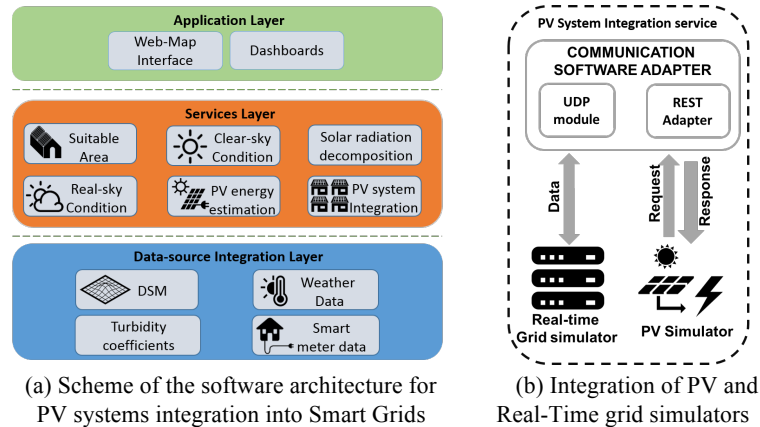 Application Layer
Web-Map
Interface
Dashboards
Services Layer
Suitable
Area
Clear-sky
Condition
Solar radiation
decomposition
Real-sky
Condition
PV energy
estimation
PV system
Integration
Data-source Integration Layer
DSM
Weather
Data
Turbidity
coefficients
Smart
meter data
(a) Scheme of the software architecture for
PV systems integration into Smart Grids
PV System Integration service
COMMUNICATION
SOFTWARE ADAPTER
UDP
module
REST
Adapter
Data
Request
Response
Real-time
Grid simulator
PV Simulator
(b) Integration of PV and
Real-Time grid simulators